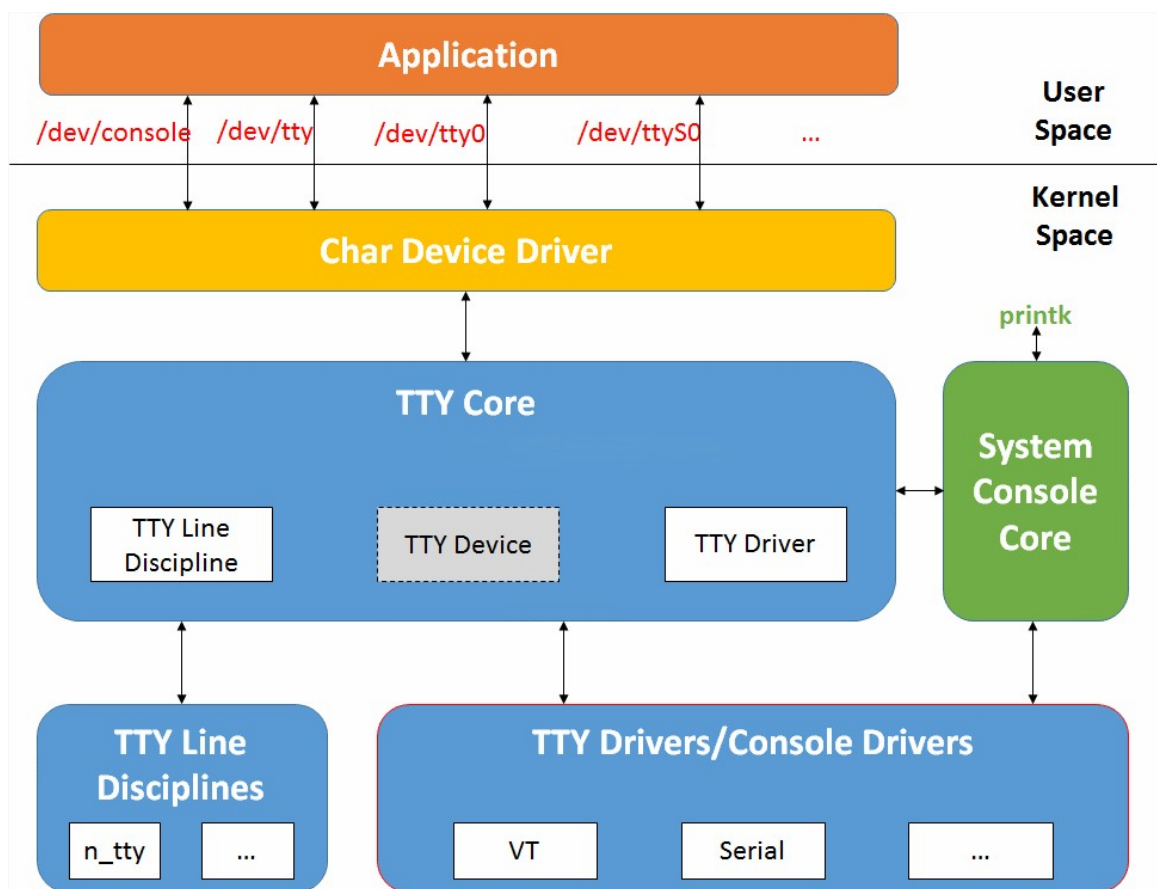 Application
/dev/console
/dev/tty
/dev/tty0
/dev/ttyS0
...
User
Space
Kernel
Space
Char Device Driver
printk
TTY Core
System
Console
Core
TTY Line
Discipline
TTY Device
TTY Driver
TTY Line
Disciplines
n_tty
...
TTY Drivers/Console Drivers
VT
Serial
...